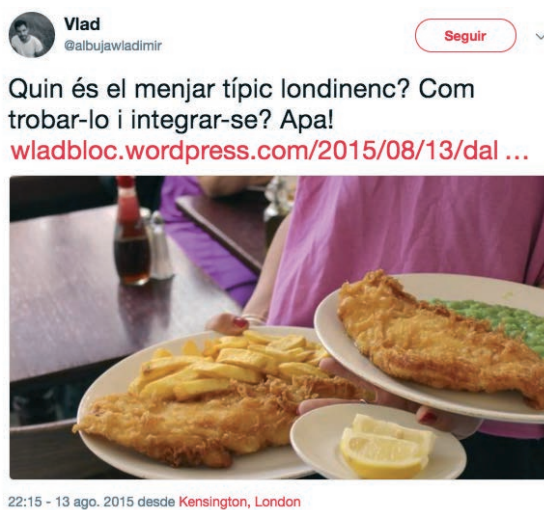 Vlad
@albujawladimir
Seguir
Quin és el menjar típic londinenc? Com
trobar-lo i integrar-se? Apa!
wladbloc.wordpress.com/2015/08/13/dal ...
22:15 - 13 ago. 2015 desde Kensington, London